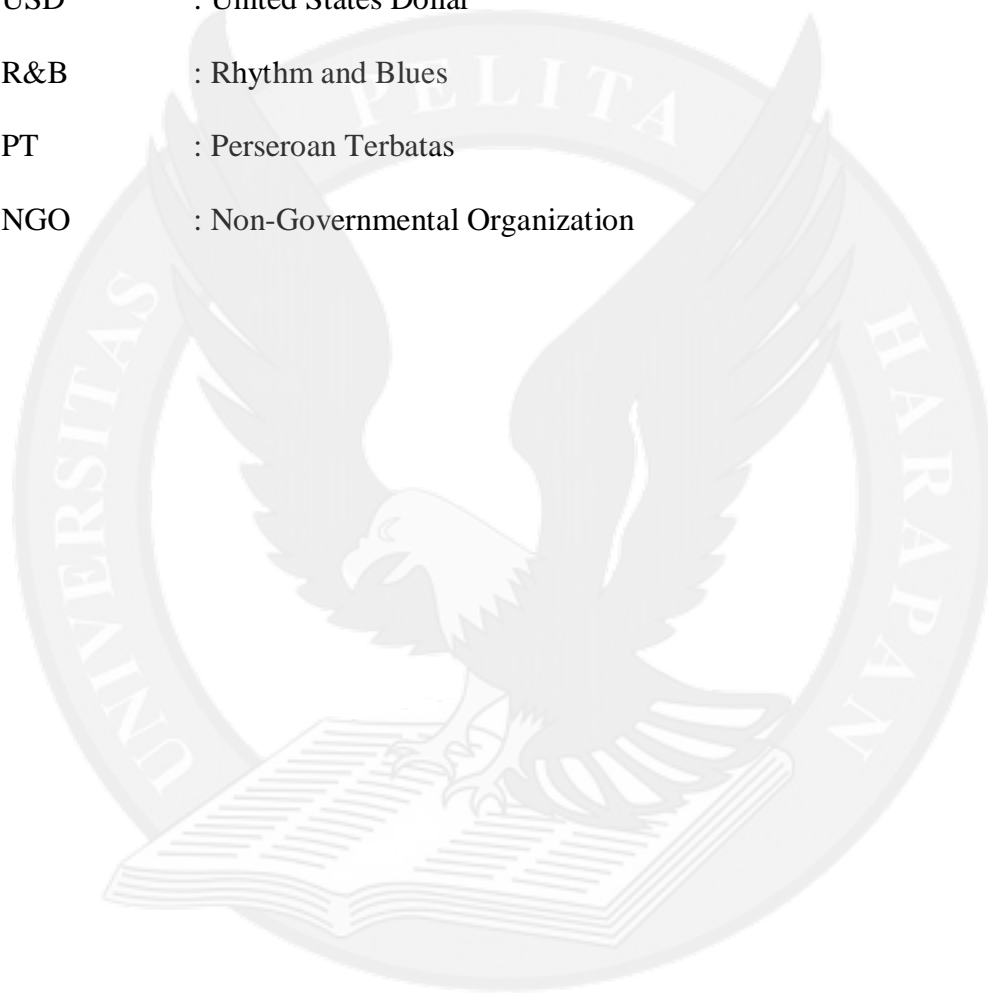 USD : United States Dollar
R&B : Rhythm and Blues
PT : Perseroan Terbatas
NGO : Non-Governmental Organization
UNIVERSITAS PELITA HARAPAN